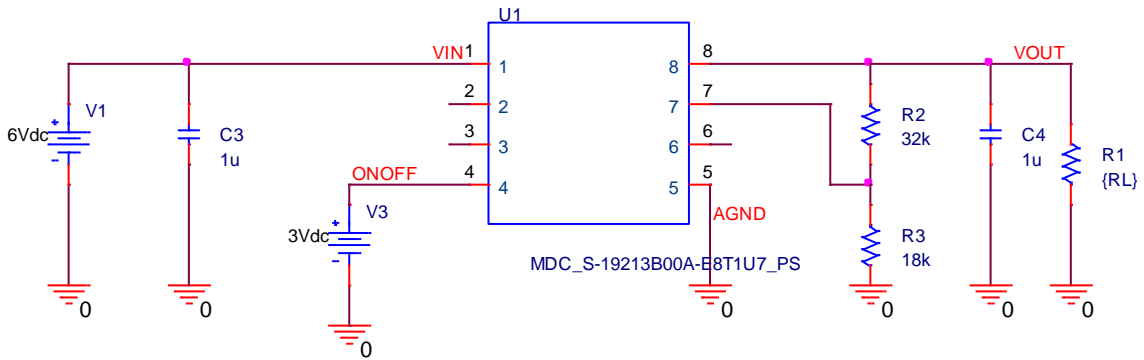 U1
VIN
1
1
2
2
3
3
4
4
8
8
7
7
6
6
5
5
VOUT
V1
6Vdc
+
-
C3
1u
ONOFF
V3
3Vdc
+
-
AGND
MDC_S-19213B00A-E8T1U7_PS
R2
32k
R3
18k
C4
1u
R1
{RL}
0
0
0
0
0
0
0